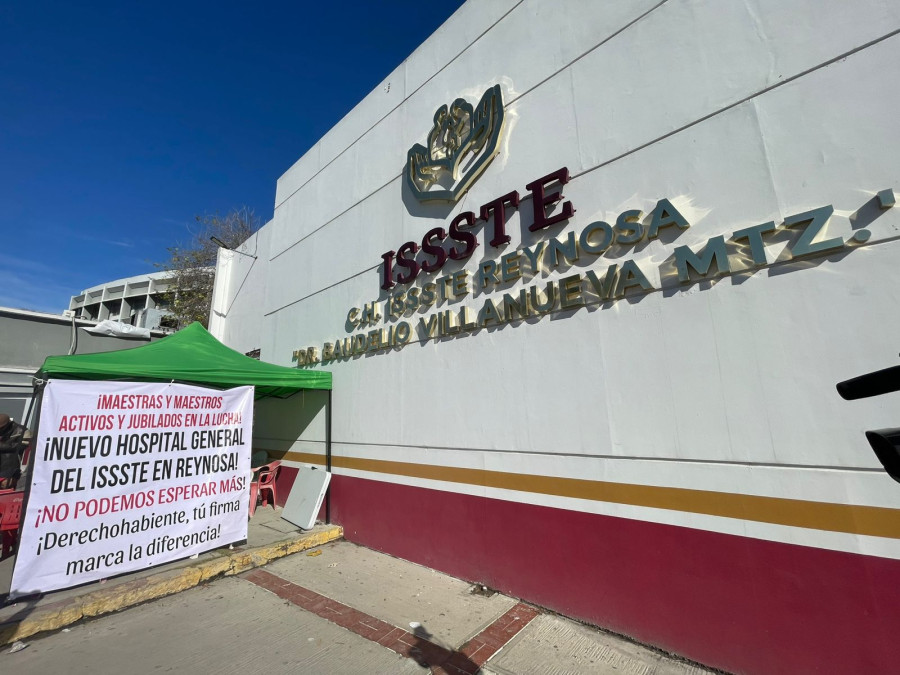 ISSSTE
C.H. ISSSTE REYNOSA
"DR. BAUDELIO VILLANUEVA MTZ."
¡MAESTRAS Y MAESTROS
ACTIVOS Y JUBILADOS EN LA LUCHA!
¡NUEVO HOSPITAL GENERAL
DEL ISSSTE EN REYNOSA!
¡NO PODEMOS ESPERAR MÁS!
¡Derechohabiente, tú firma
marca la diferencia!